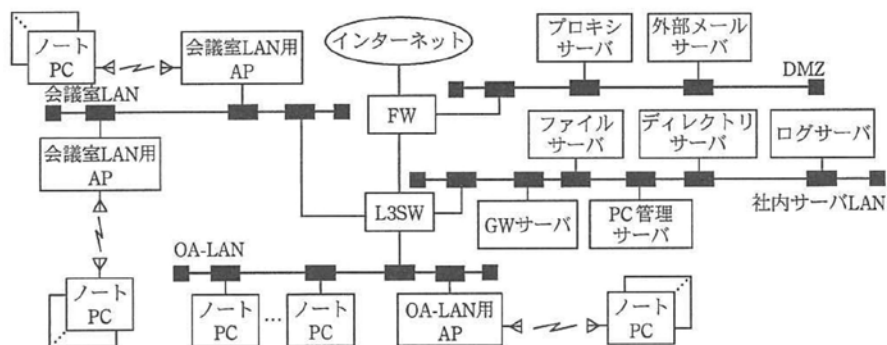 ノート
PC
会議室LAN用
AP
インターネット
プロキシ
サーバ
外部メール
サーバ
DMZ
会議室LAN
FW
ファイル
サーバ
ディレクトリ
サーバ
ログサーバ
会議室LAN用
AP
L3SW
GWサーバ
PC管理
サーバ
社内サーバLAN
OA-LAN
ノート
PC
ノート
PC
…
ノート
PC
OA-LAN用
AP
ノート
PC